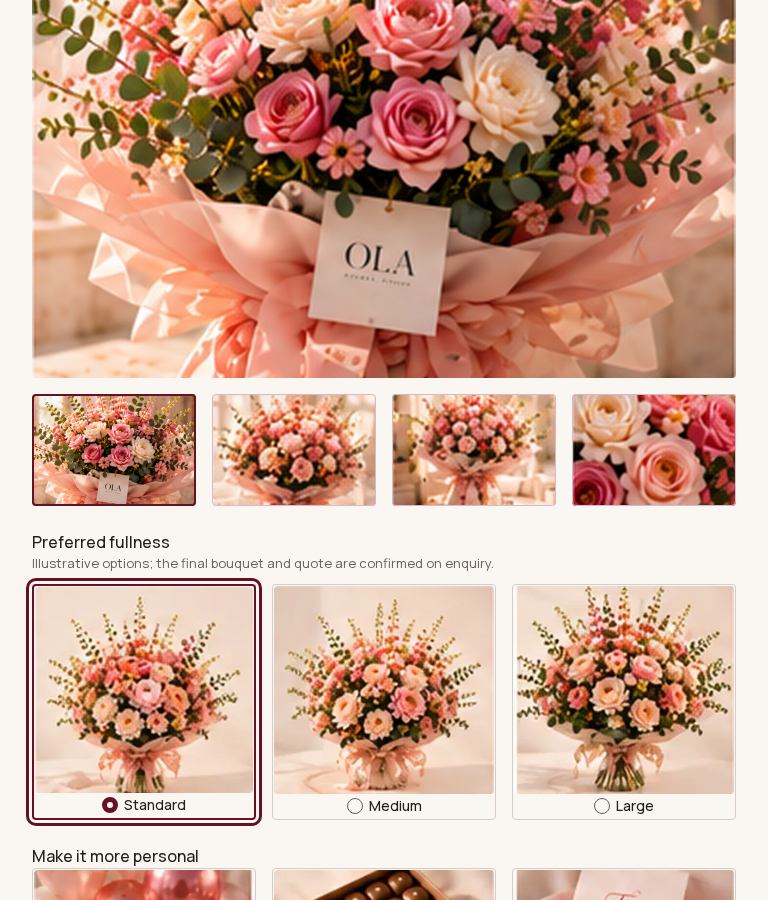 OLA
OLA
Preferred fullness
Illustrative options; the final bouquet and quote are confirmed on enquiry.
Standard
Medium
Large
Make it more personal